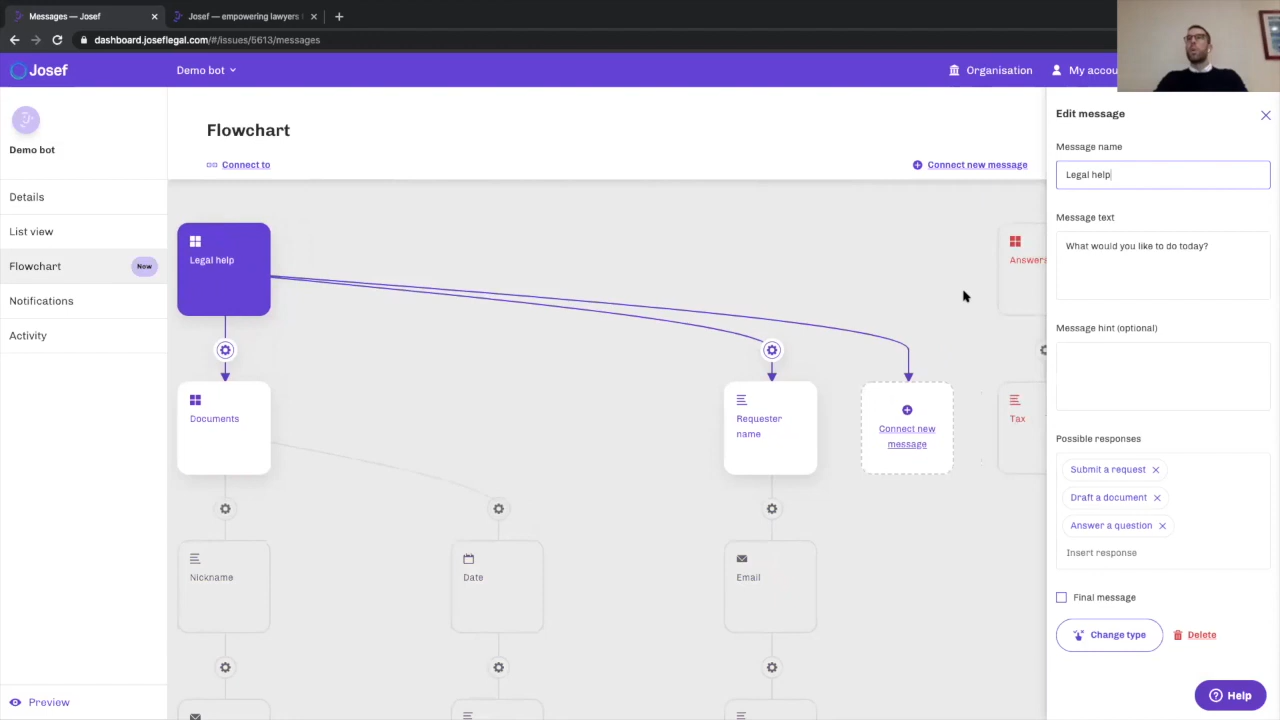 Messages — Josef
Josef — empowering lawyers
dashboard.joseflegal.com/#/issues/5613/messages
Josef
Demo bot
Organisation
My accou
Demo bot
Details
List view
Flowchart
New
Notifications
Activity
Preview
Flowchart
Connect to
Connect new message
Legal help
Answers
Documents
Requester
name
Connect new
message
Tax
Nickname
Date
Email
Edit message
Message name
Legal help
Message text
What would you like to do today?
Message hint (optional)
Possible responses
Submit a request
Draft a document
Answer a question
Insert response
Final message
Change type
Delete
Help